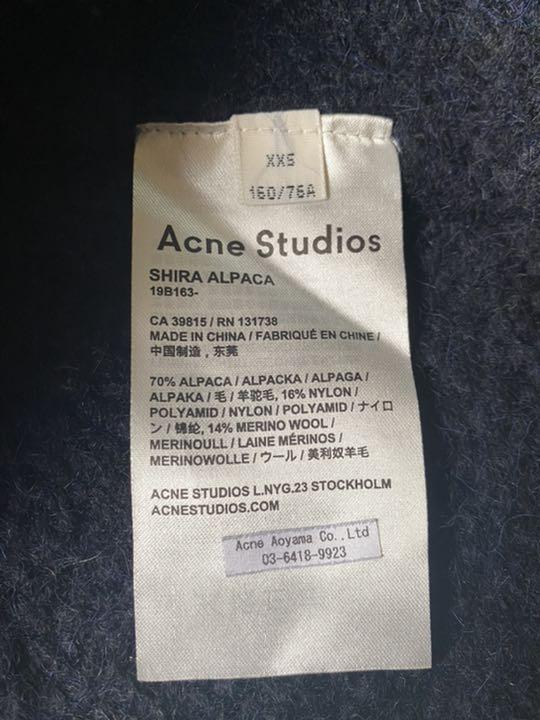 XXS
160/76A
Acne Studios
SHIRA ALPACA
19B163-
CA 39815 / RN 131738
MADE IN CHINA / FABRIQUÉ EN CHINE /
中国制造 , 东莞
70% ALPACA / ALPACKA / ALPAGA /
ALPAKA / 毛 / 羊驼毛, 16% NYLON /
POLYAMID / NYLON / POLYAMID / ナイロ
ン / 锦纶, 14% MERINO WOOL /
MERINOULL / LAINE MÉRINOS /
MERINOWOLLE / ウール / 美利奴羊毛
ACNE STUDIOS L.NYG.23 STOCKHOLM
ACNESTUDIOS.COM
Acne Aoyama Co.,Ltd
03-6418-9923